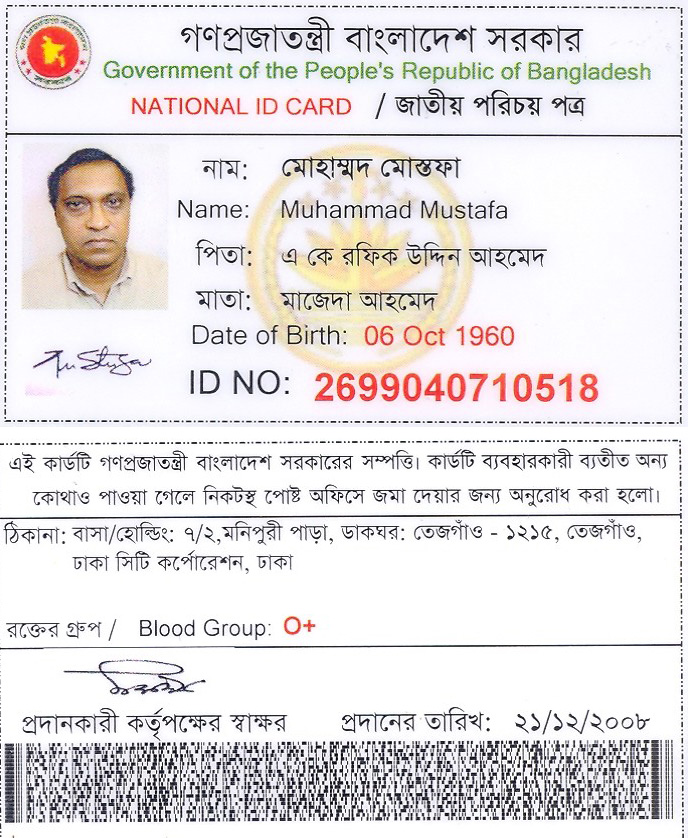 গণপ্রজাতন্ত্রী বাংলাদেশ সরকার
Government of the People's Republic of Bangladesh
NATIONAL ID CARD / জাতীয় পরিচয় পত্র
নাম: মোহাম্মদ মোস্তফা
Name: Muhammad Mustafa
পিতা: এ কে রফিক উদ্দিন আহমেদ
মাতা: মাজেদা আহমেদ
Date of Birth: 06 Oct 1960
ID NO: 2699040710518
এই কার্ডটি গণপ্রজাতন্ত্রী বাংলাদেশ সরকারের সম্পত্তি। কার্ডটি ব্যবহারকারী ব্যতীত অন্য
কোথাও পাওয়া গেলে নিকটস্থ পোষ্ট অফিসে জমা দেয়ার জন্য অনুরোধ করা হলো।
ঠিকানা: বাসা/হোল্ডিং: ৭/২,মনিপুরী পাড়া, ডাকঘর: তেজগাঁও - ১২১৫, তেজগাঁও,
ঢাকা সিটি কর্পোরেশন, ঢাকা
রক্তের গ্রুপ / Blood Group: O+
প্রদানকারী কর্তৃপক্ষের স্বাক্ষর প্রদানের তারিখ: ২১/১২/২০০৮